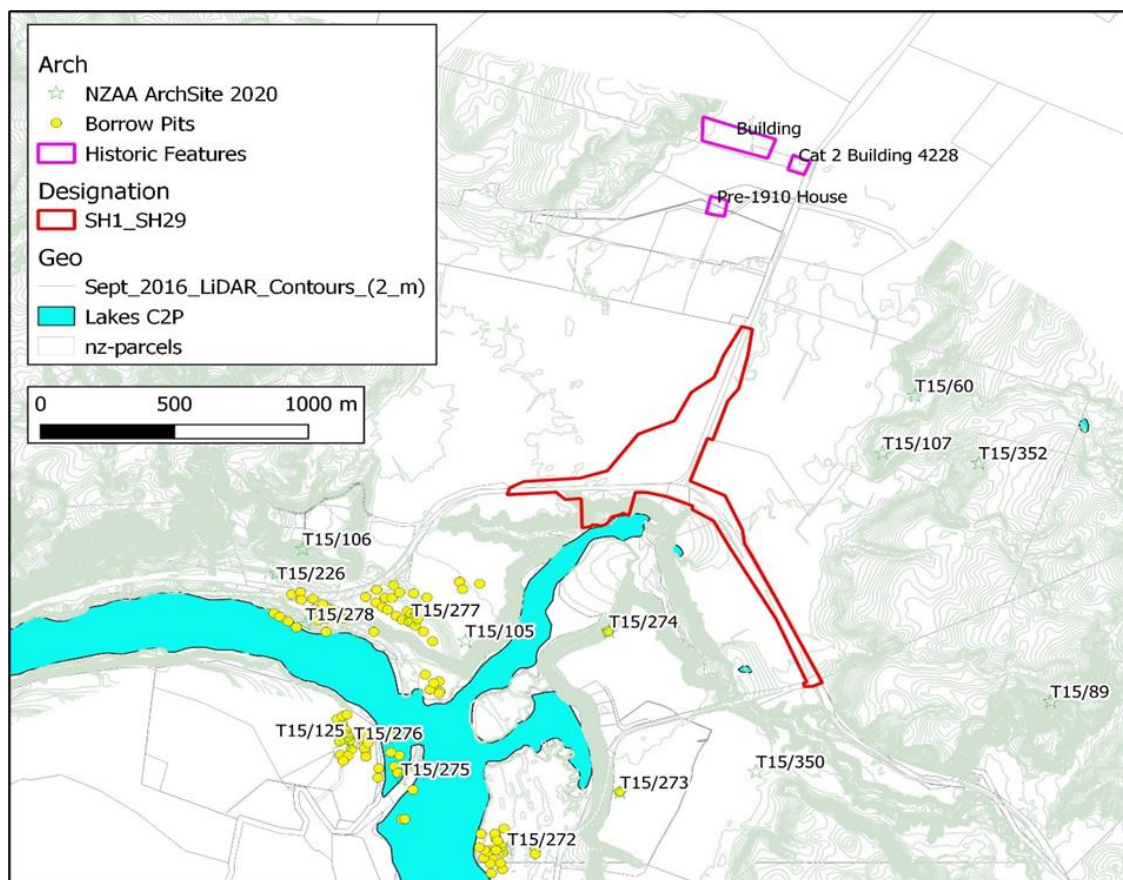 Arch
NZAA ArchSite 2020
Borrow Pits
Historic Features
Designation
SH1_SH29
Geo
Sept_2016_LiDAR_Contours_(2_m)
Lakes C2P
nz-parcels
0 500 1000 m
Building
Cat 2 Building 4228
Pre-1910 House
T15/60
T15/107
T15/352
T15/106
T15/226
T15/277
T15/278
T15/105
T15/274
T15/89
T15/125
T15/276
T15/275
T15/350
T15/273
T15/272